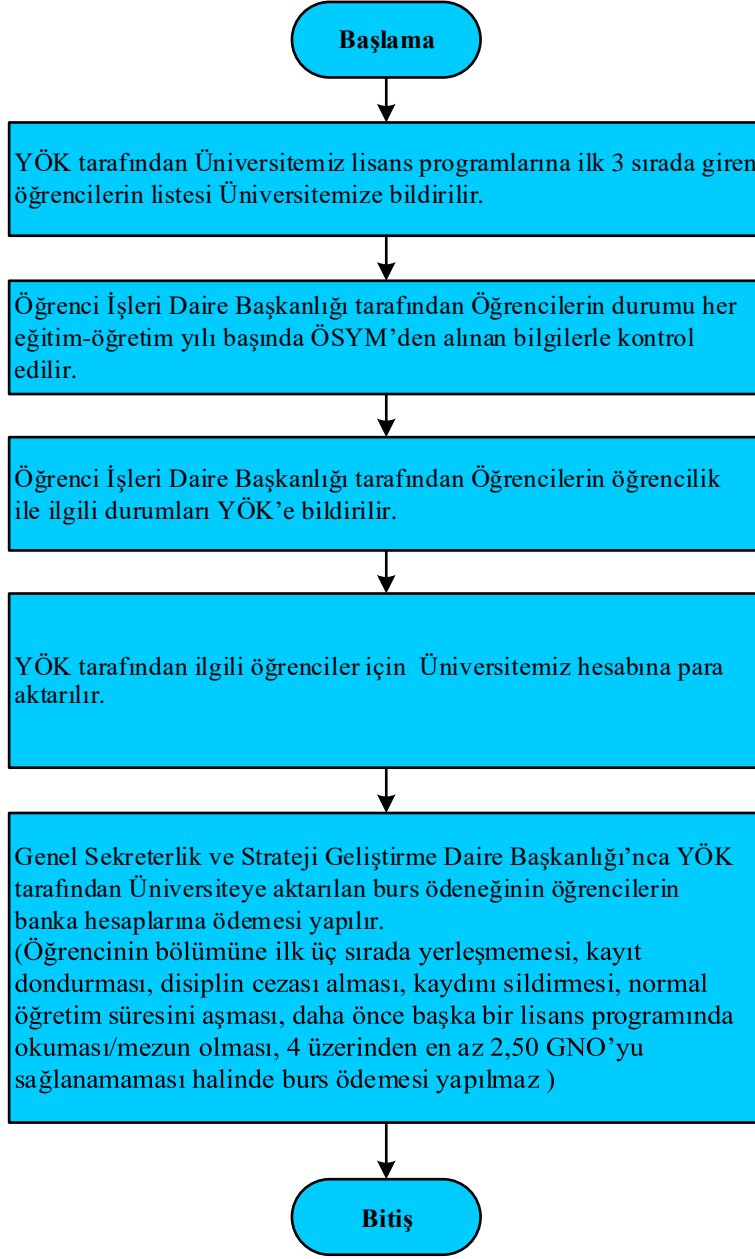 Başlama
YÖK tarafından Üniversitemiz lisans programlarına ilk 3 sırada giren
öğrencilerin listesi Üniversitemize bildirilir.
Öğrenci İşleri Daire Başkanlığı tarafından Öğrencilerin durumu her
eğitim-öğretim yılı başında ÖSYM’den alınan bilgilerle kontrol
edilir.
Öğrenci İşleri Daire Başkanlığı tarafından Öğrencilerin öğrencilik
ile ilgili durumları YÖK’e bildirilir.
YÖK tarafından ilgili öğrenciler için Üniversitemiz hesabına para
aktarılır.
Genel Sekreterlik ve Strateji Geliştirme Daire Başkanlığı’nca YÖK
tarafından Üniversiteye aktarılan burs ödeneğinin öğrencilerin
banka hesaplarına ödemesi yapılır.
(Öğrencinin bölümüne ilk üç sırada yerleşmemesi, kayıt
dondurması, disiplin cezası alması, kaydını sildirmesi, normal
öğretim süresini aşması, daha önce başka bir lisans programında
okuması/mezun olması, 4 üzerinden en az 2,50 GNO’yu
sağlanamaması halinde burs ödemesi yapılmaz )
Bitiş